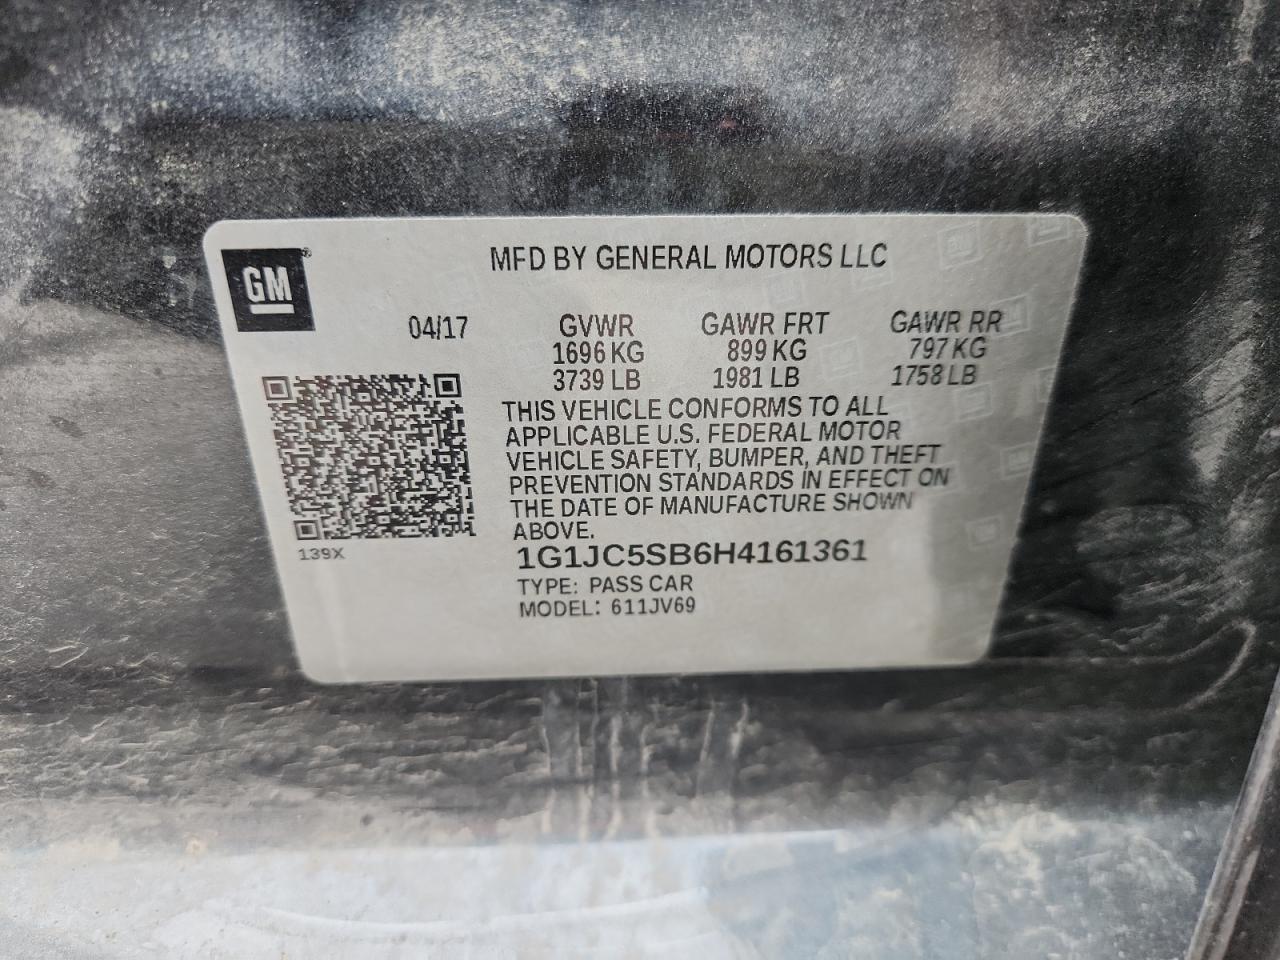 GM
MFD BY GENERAL MOTORS LLC
04/17 GVWR GAWR FRT GAWR RR
1696 KG 899 KG 797 KG
3739 LB 1981 LB 1758 LB
THIS VEHICLE CONFORMS TO ALL
APPLICABLE U.S. FEDERAL MOTOR
VEHICLE SAFETY, BUMPER, AND THEFT
PREVENTION STANDARDS IN EFFECT ON
THE DATE OF MANUFACTURE SHOWN
ABOVE.
139X
1G1JC5SB6H4161361
TYPE: PASS CAR
MODEL: 611JV69